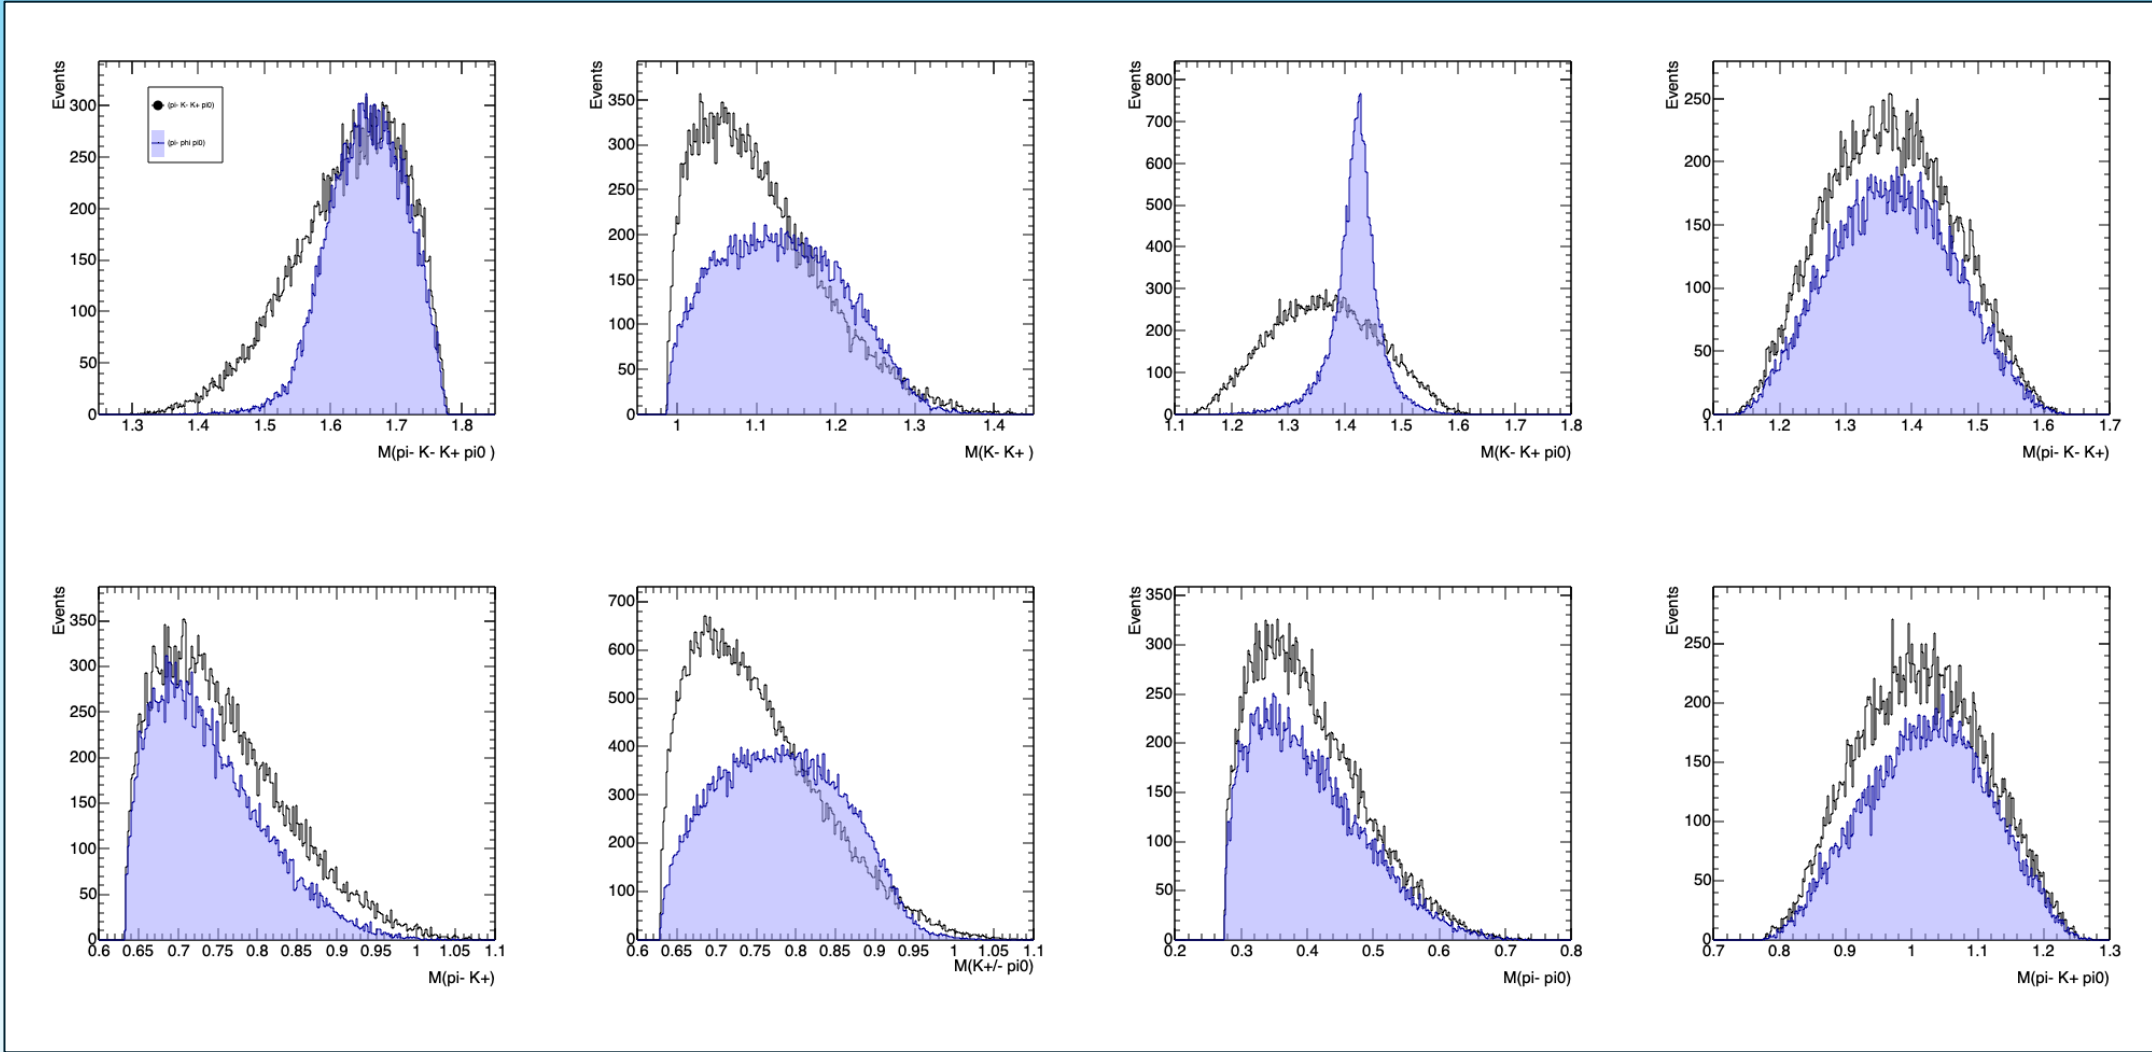 Events
300
250
200
150
100
50
0
(pi- K- K+ pi0)
(pi- phi pi0)
1.3 1.4 1.5 1.6 1.7 1.8
M(pi- K- K+ pi0 )
Events
350
300
250
200
150
100
50
0
1 1.1 1.2 1.3 1.4
M(K- K+ )
Events
800
700
600
500
400
300
200
100
0
1.1 1.2 1.3 1.4 1.5 1.6 1.7 1.8
M(K- K+ pi0)
Events
250
200
150
100
50
0
1.1 1.2 1.3 1.4 1.5 1.6 1.7
M(pi- K- K+)
Events
350
300
250
200
150
100
50
0
0.6 0.65 0.7 0.75 0.8 0.85 0.9 0.95 1 1.05 1.1
M(pi- K+)
700
600
500
400
300
200
100
0
0.6 0.65 0.7 0.75 0.8 0.85 0.9 0.95 1 1.05 1.1
M(K+/- pi0)
Events
350
300
250
200
150
100
50
0
0.2 0.3 0.4 0.5 0.6 0.7 0.8
M(pi- pi0)
Events
250
200
150
100
50
0
0.7 0.8 0.9 1 1.1 1.2 1.3
M(pi- K+ pi0)